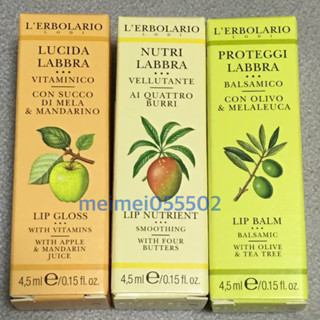 L'ERBOLARIO
LODI
LUCIDA
LABBRA
VITAMINICO
CON SUCCO
DI MELA
& MANDARINO
LIP GLOSS
WITH VITAMINS
WITH APPLE
& MANDARIN
JUICE
4,5 ml e/0.15 fl. oz.
L'ERBOLARIO
LODI
NUTRI
LABBRA
VELLUTANTE
AI QUATTRO
BURRI
LIP NUTRIENT
SMOOTHING
WITH FOUR
BUTTERS
4,5 ml e/0.15 fl. oz.
L'ERBOLARIO
LODI
PROTEGGI
LABBRA
BALSAMICO
CON OLIVO
& MELALEUCA
LIP BALM
BALSAMIC
WITH OLIVE
& TEA TREE
4,5 ml e/0.15 fl. oz.
meimei055502